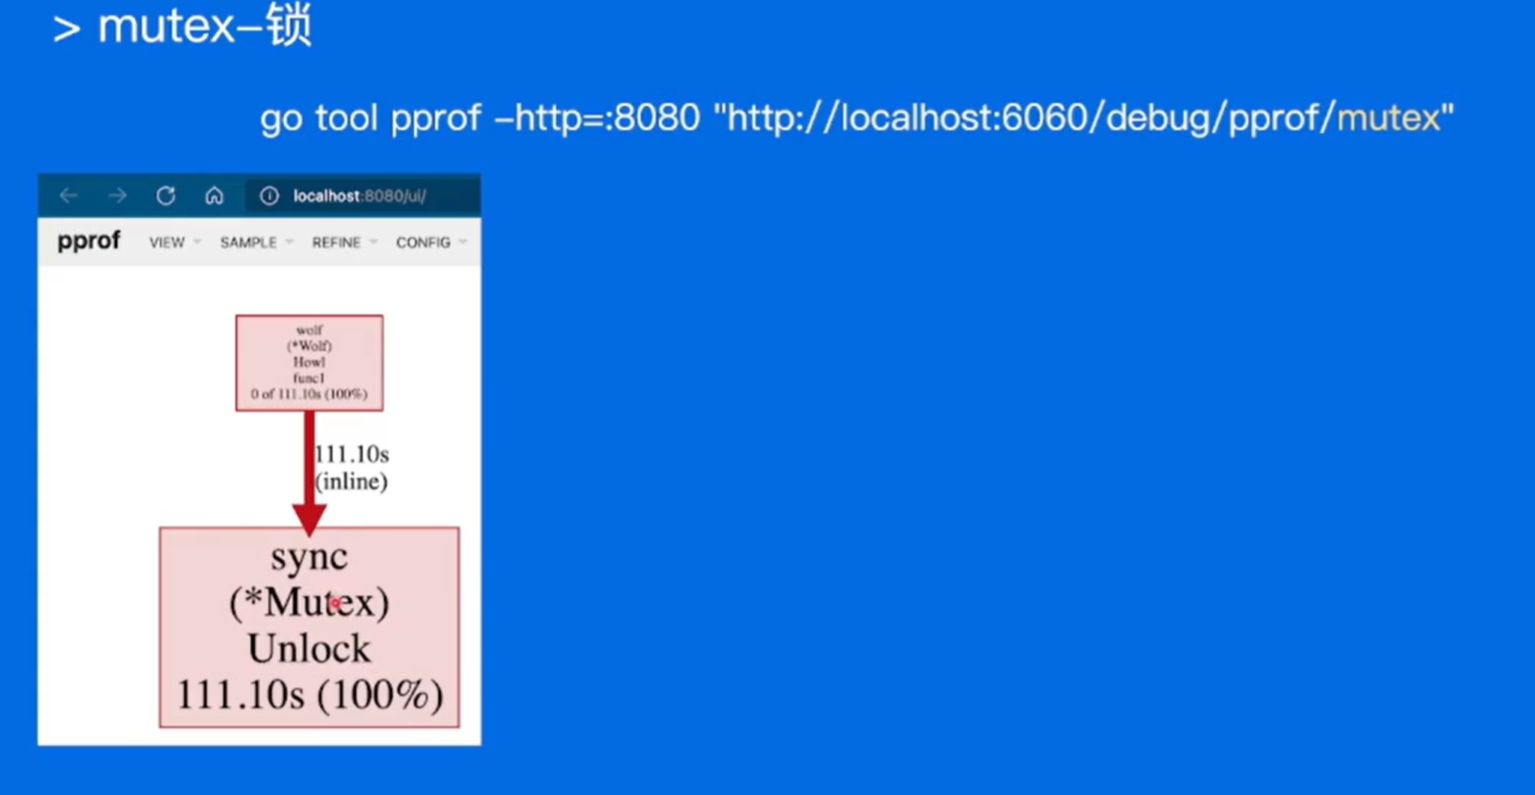 > mutex-锁
go tool pprof -http=:8080 "http://localhost:6060/debug/pprof/mutex"
localhost:8080/ui/
pprof VIEW SAMPLE REFINE CONFIG
wolf
(*Wolf)
Howl
func1
0 of 111.10s (100%)
111.10s
(inline)
sync
(*Mutex)
Unlock
111.10s (100%)